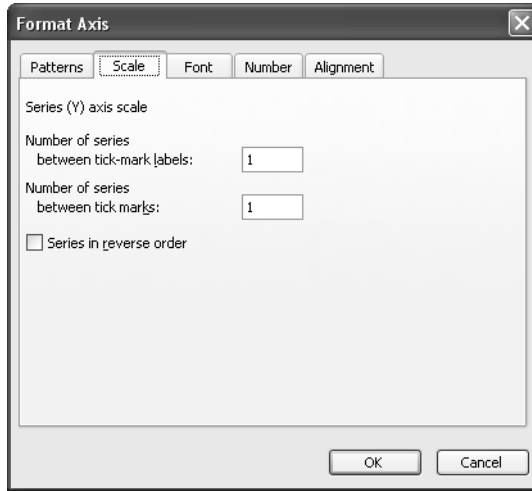 Format Axis
Patterns Scale Font Number Alignment
Series (Y) axis scale
Number of series
between tick-mark labels: 1
Number of series
between tick marks: 1
Series in reverse order
OK Cancel